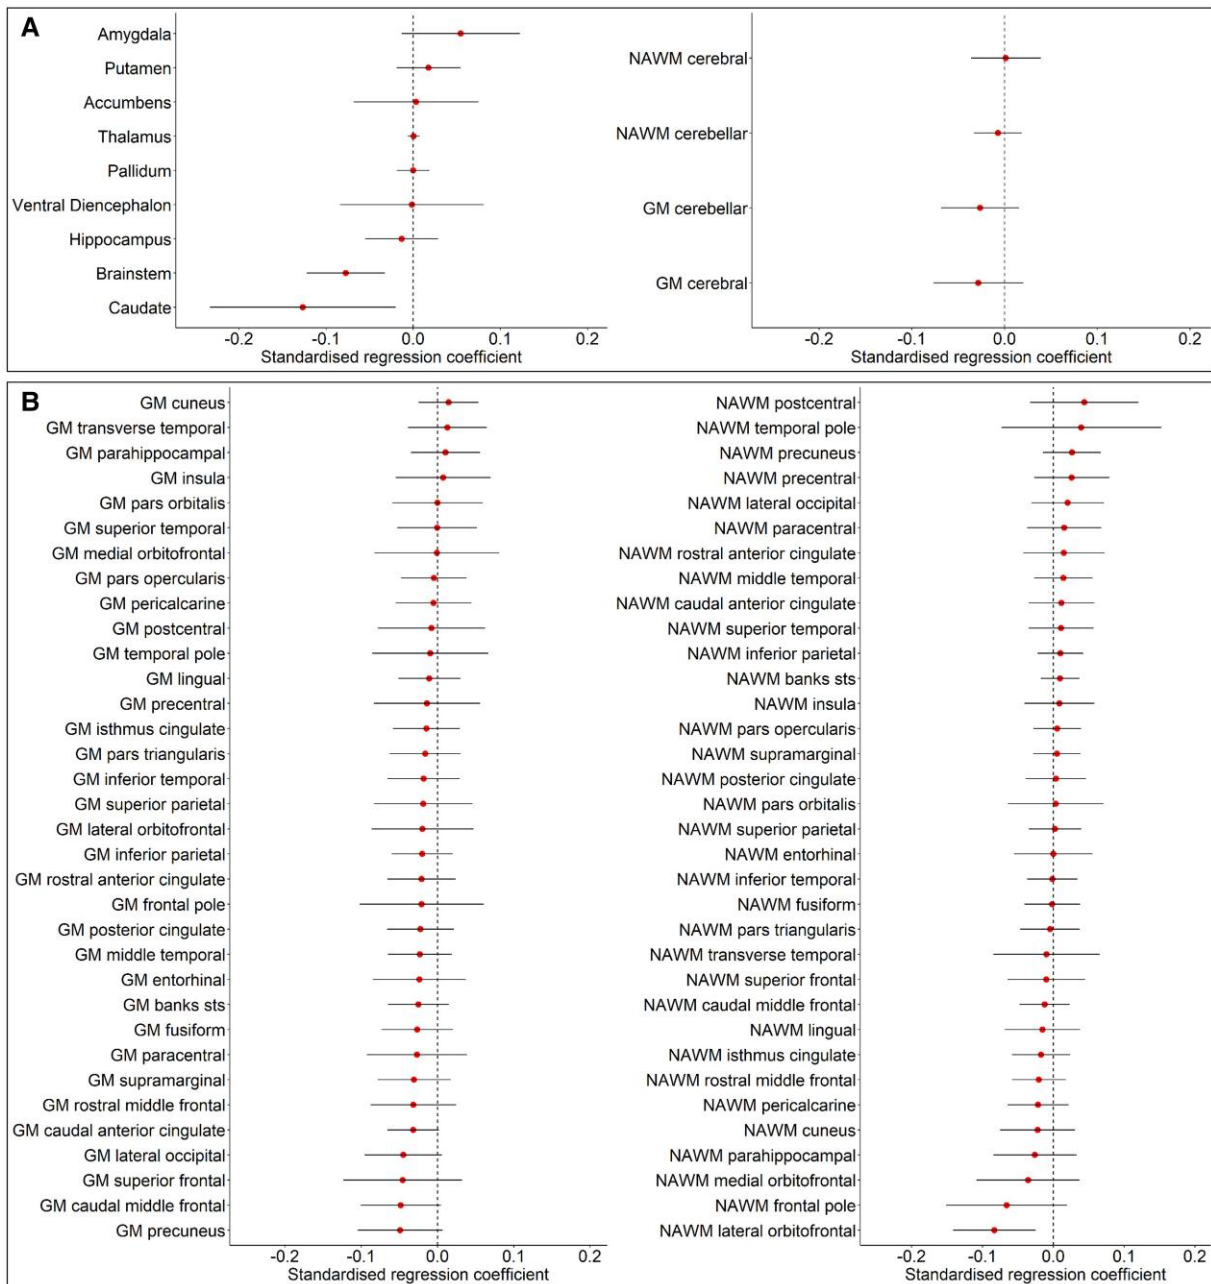 A
Amygdala
Putamen
Accumbens
Thalamus
Pallidum
Ventral Diencephalon
Hippocampus
Brainstem
Caudate
-0.2 -0.1 0.0 0.1 0.2
Standardised regression coefficient
NAWM cerebral
NAWM cerebellar
GM cerebellar
GM cerebral
-0.2 -0.1 0.0 0.1 0.2
Standardised regression coefficient
B
GM cuneus
GM transverse temporal
GM parahippocampal
GM insula
GM pars orbitalis
GM superior temporal
GM medial orbitofrontal
GM pars opercularis
GM pericalcarine
GM postcentral
GM temporal pole
GM lingual
GM precentral
GM isthmus cingulate
GM pars triangularis
GM inferior temporal
GM superior parietal
GM lateral orbitofrontal
GM inferior parietal
GM rostral anterior cingulate
GM frontal pole
GM posterior cingulate
GM middle temporal
GM entorhinal
GM banks sts
GM fusiform
GM paracentral
GM supramarginal
GM rostral middle frontal
GM caudal anterior cingulate
GM lateral occipital
GM superior frontal
GM caudal middle frontal
GM precuneus
-0.2 -0.1 0.0 0.1 0.2
Standardised regression coefficient
NAWM postcentral
NAWM temporal pole
NAWM precuneus
NAWM precentral
NAWM lateral occipital
NAWM paracentral
NAWM rostral anterior cingulate
NAWM middle temporal
NAWM caudal anterior cingulate
NAWM superior temporal
NAWM inferior parietal
NAWM banks sts
NAWM insula
NAWM pars opercularis
NAWM supramarginal
NAWM posterior cingulate
NAWM pars orbitalis
NAWM superior parietal
NAWM entorhinal
NAWM inferior temporal
NAWM fusiform
NAWM pars triangularis
NAWM transverse temporal
NAWM superior frontal
NAWM caudal middle frontal
NAWM lingual
NAWM isthmus cingulate
NAWM rostral middle frontal
NAWM pericalcarine
NAWM cuneus
NAWM parahippocampal
NAWM medial orbitofrontal
NAWM frontal pole
NAWM lateral orbitofrontal
-0.2 -0.1 0.0 0.1 0.2
Standardised regression coefficient